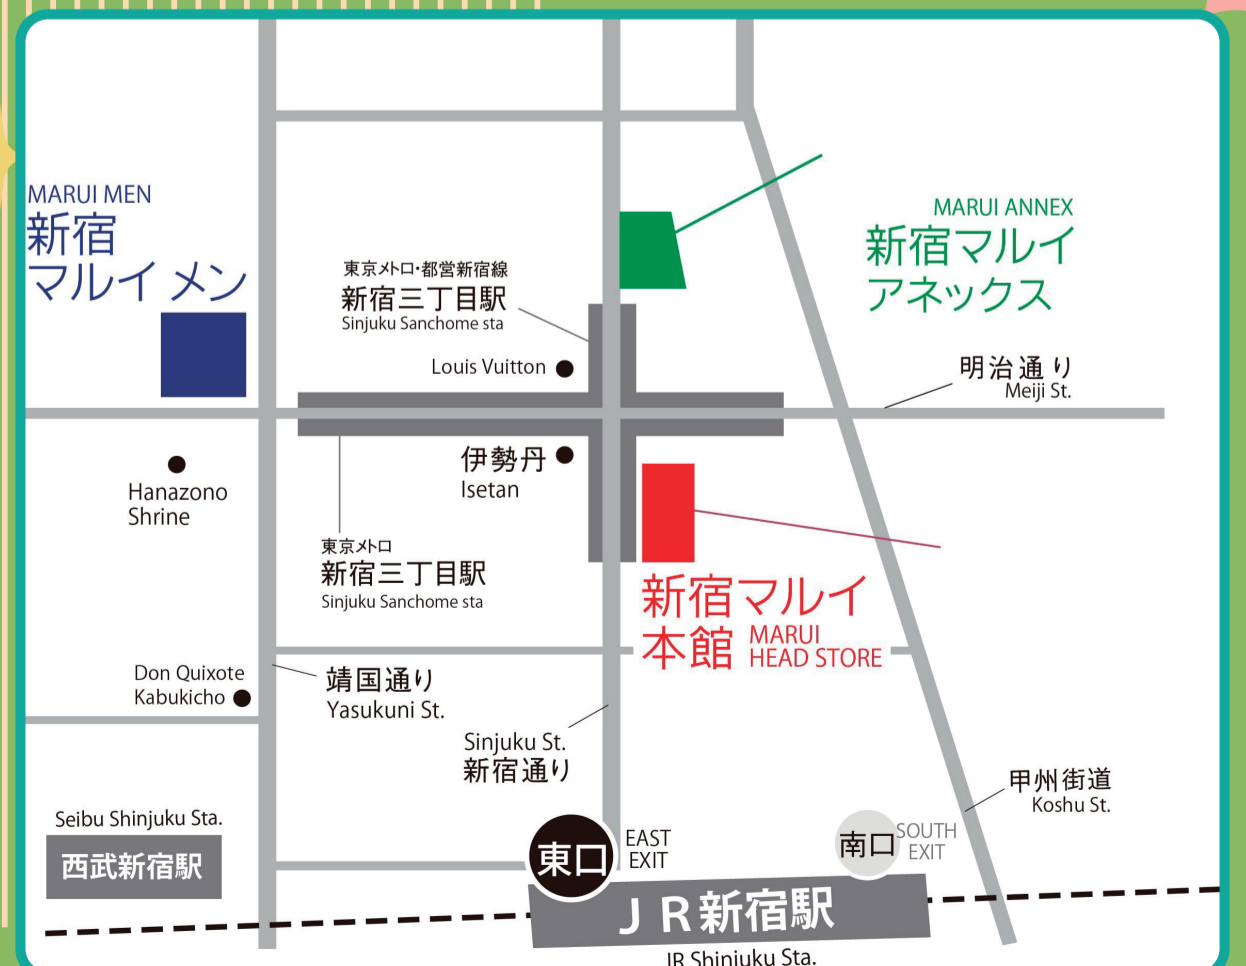 MARUI MEN
新宿
マルイ メン
MARUI ANNEX
新宿マルイ
アネックス
東京メトロ・都営新宿線
新宿三丁目駅
Sinjuku Sanchome sta
Louis Vuitton
明治通り
Meiji St.
伊勢丹
Isetan
Hanazono
Shrine
東京メトロ
新宿三丁目駅
Sinjuku Sanchome sta
新宿マルイ
本館 MARUI
HEAD STORE
Don Quixote
Kabukicho
靖国通り
Yasukuni St.
Sinjuku St.
新宿通り
甲州街道
Koshu St.
Seibu Shinjuku Sta.
西武新宿駅
東口
EAST
EXIT
南口
SOUTH
EXIT
ＪＲ新宿駅
JR Shinjuku Sta.